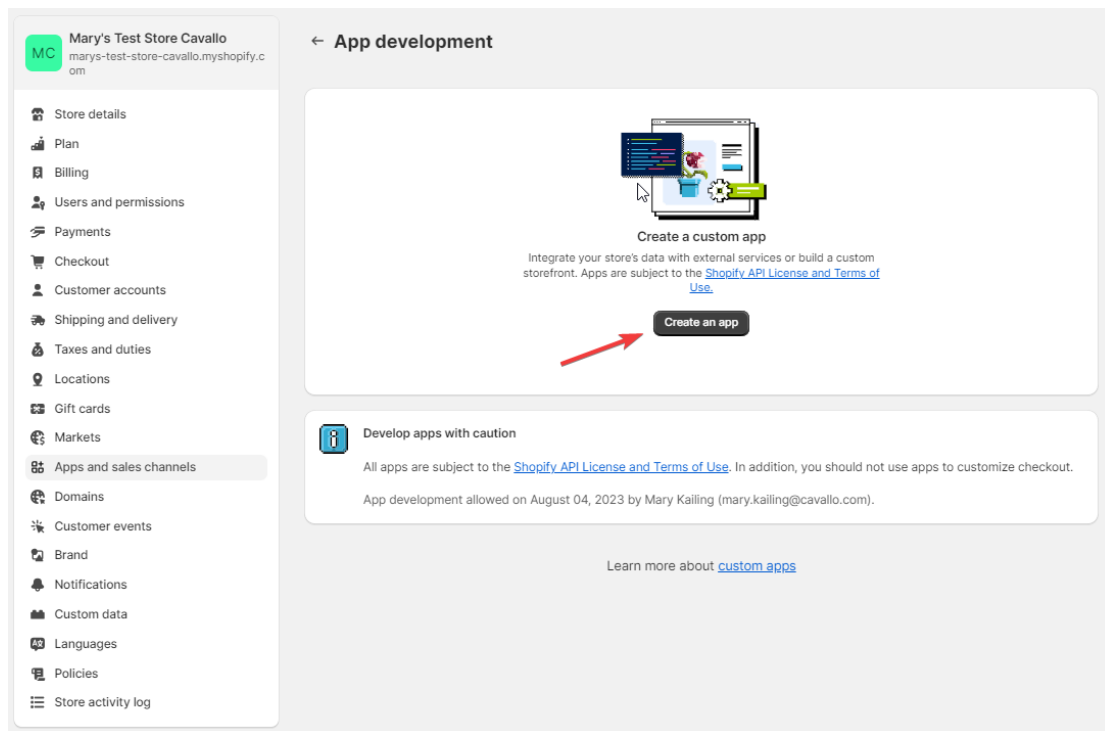 MC
Mary's Test Store Cavallo
marys-test-store-cavallo.myshopify.c
om
Store details
Plan
Billing
Users and permissions
Payments
Checkout
Customer accounts
Shipping and delivery
Taxes and duties
Locations
Gift cards
Markets
Apps and sales channels
Domains
Customer events
Brand
Notifications
Custom data
Languages
Policies
Store activity log
← App development
Create a custom app
Integrate your store's data with external services or build a custom
storefront. Apps are subject to the Shopify API License and Terms of
Use.
Create an app
Develop apps with caution
All apps are subject to the Shopify API License and Terms of Use. In addition, you should not use apps to customize checkout.
App development allowed on August 04, 2023 by Mary Kailing (mary.kailing@cavallo.com).
Learn more about custom apps